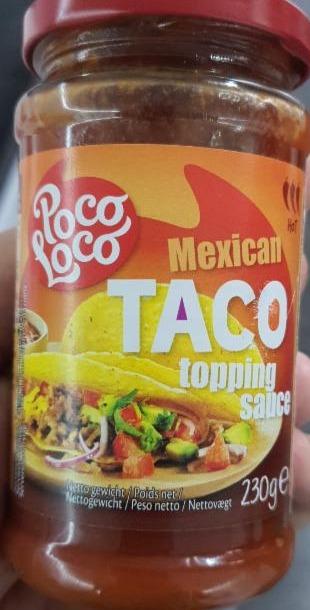 Poco
Loco
HOT
Mexican
TACO
topping
sauce
Netto gewicht / Poids net /
Nettogewicht / Peso netto / Nettovægt
230g e